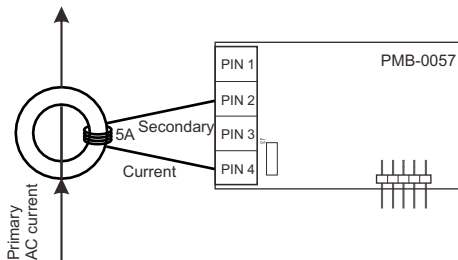 PIN 1
PMB-0057
PIN 2
5A
Secondary
PIN 3
Current
PIN 4
Primary
AC current